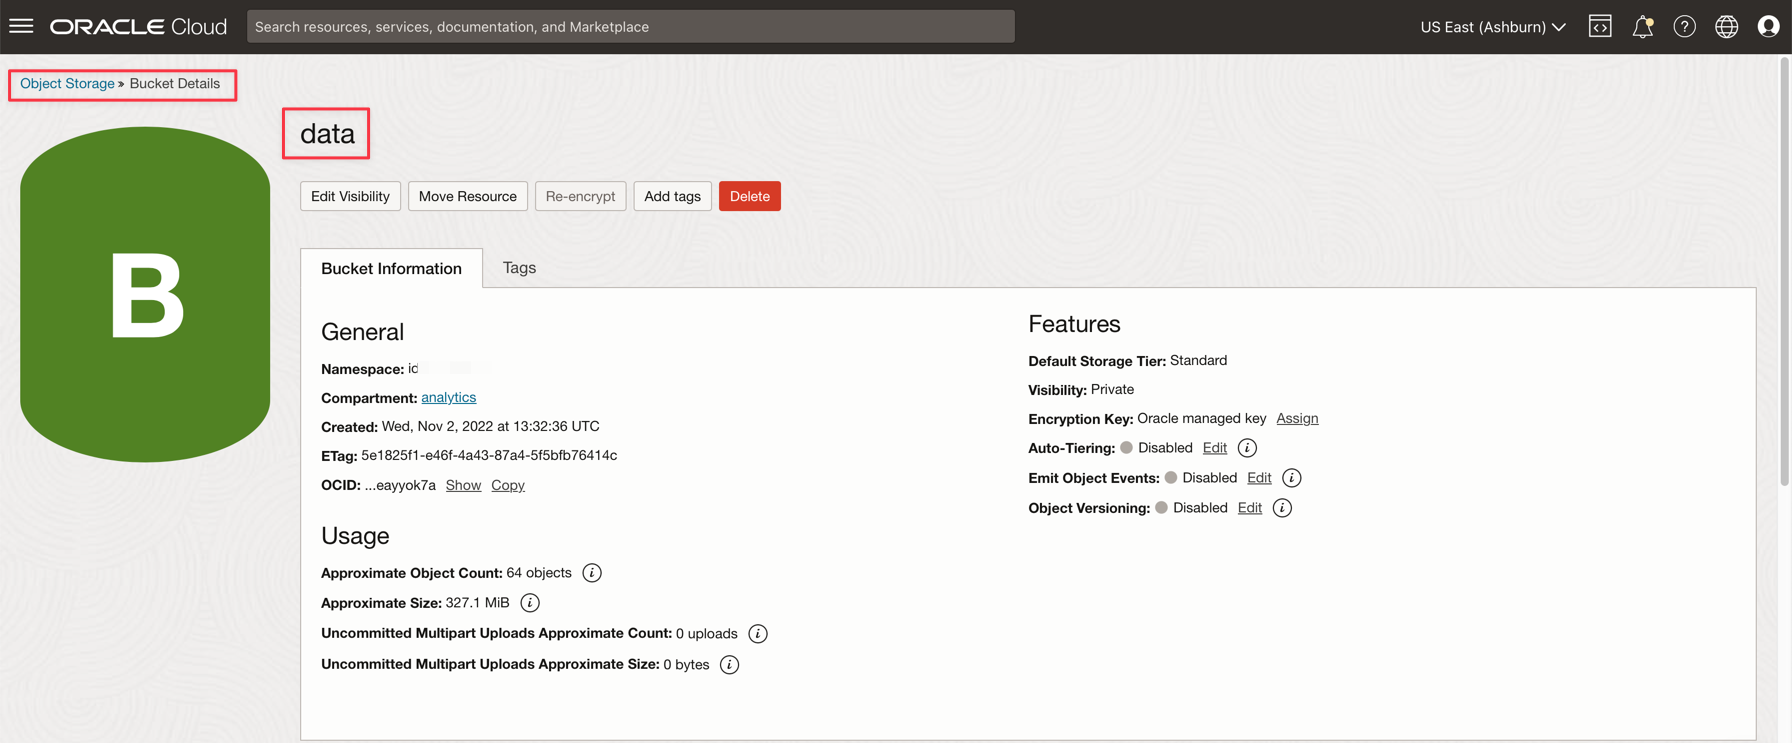 ORACLE Cloud
Search resources, services, documentation, and Marketplace
US East (Ashburn)
Object Storage » Bucket Details
data
Edit Visibility
Move Resource
Re-encrypt
Add tags
Delete
B
Bucket Information
Tags
General
Namespace: id
Compartment: analytics
Created: Wed, Nov 2, 2022 at 13:32:36 UTC
ETag: 5e1825f1-e46f-4a43-87a4-5f5bfb76414c
OCID: ...eayyok7a Show Copy
Usage
Approximate Object Count: 64 objects i
Approximate Size: 327.1 MiB i
Uncommitted Multipart Uploads Approximate Count: 0 uploads i
Uncommitted Multipart Uploads Approximate Size: 0 bytes i
Features
Default Storage Tier: Standard
Visibility: Private
Encryption Key: Oracle managed key Assign
Auto-Tiering: Disabled Edit i
Emit Object Events: Disabled Edit i
Object Versioning: Disabled Edit i